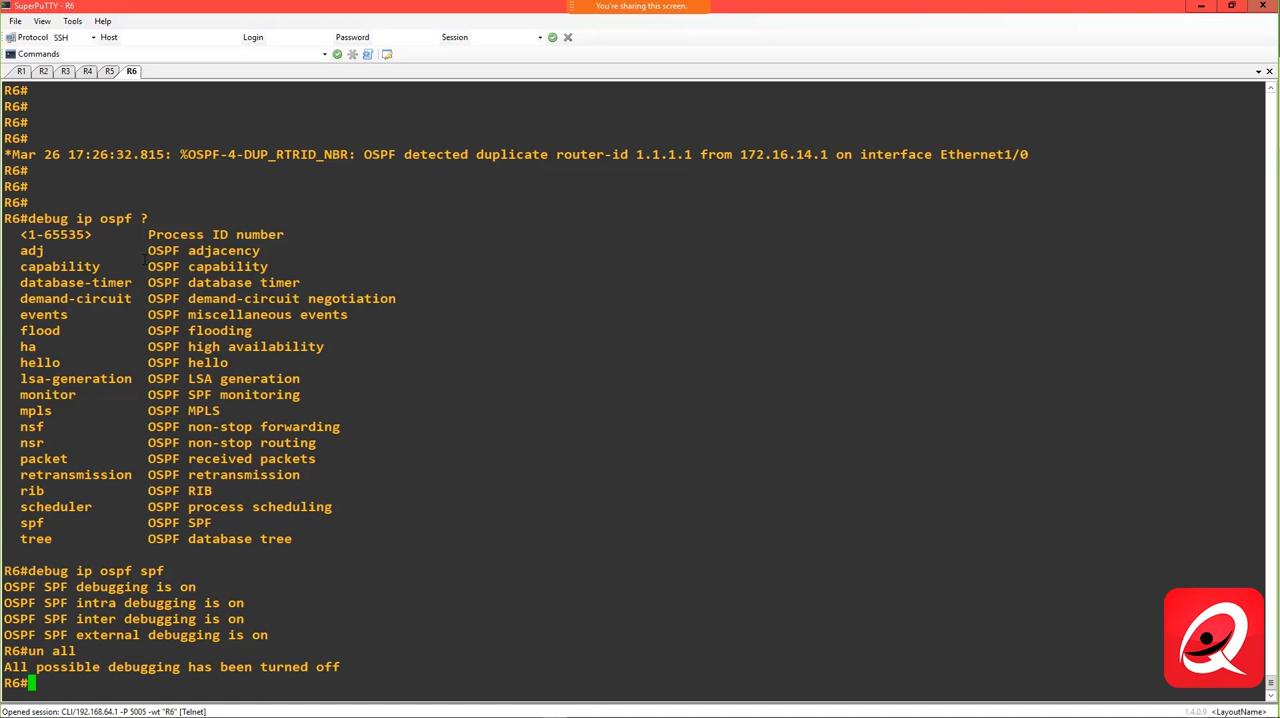 SuperPuTTY - R6
You're sharing this screen.
File View Tools Help
Protocol SSH Host Login Password Session
Commands
R1 R2 R3 R4 R5 R6
R6#
R6#
R6#
R6#
*Mar 26 17:26:32.815: %OSPF-4-DUP_RTRID_NBR: OSPF detected duplicate router-id 1.1.1.1 from 172.16.14.1 on interface Ethernet1/0
R6#
R6#
R6#
R6#debug ip ospf ?
<1-65535> Process ID number
adj OSPF adjacency
capability OSPF capability
database-timer OSPF database timer
demand-circuit OSPF demand-circuit negotiation
events OSPF miscellaneous events
flood OSPF flooding
ha OSPF high availability
hello OSPF hello
lsa-generation OSPF LSA generation
monitor OSPF SPF monitoring
mpls OSPF MPLS
nsf OSPF non-stop forwarding
nsr OSPF non-stop routing
packet OSPF received packets
retransmission OSPF retransmission
rib OSPF RIB
scheduler OSPF process scheduling
spf OSPF SPF
tree OSPF database tree
R6#debug ip ospf spf
OSPF SPF debugging is on
OSPF SPF intra debugging is on
OSPF SPF inter debugging is on
OSPF SPF external debugging is on
R6#un all
All possible debugging has been turned off
R6#
Opened session: CLI/192.168.64.1 -P 5005 -wt "R6" [Telnet]
1.4.0.9 <LayoutName>